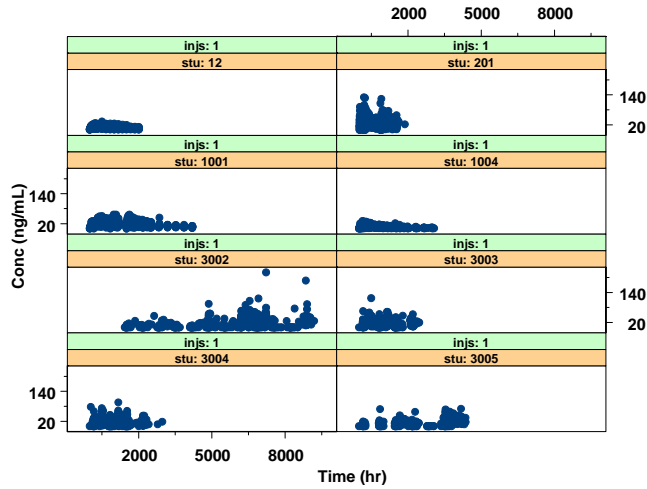 2000 5000 8000
injs: 1 injs: 1
stu: 12 stu: 201
140
20
injs: 1 injs: 1
stu: 1001 stu: 1004
140
20
injs: 1 injs: 1
stu: 3002 stu: 3003
140
20
injs: 1 injs: 1
stu: 3004 stu: 3005
140
20
Conc (ng/mL)
2000 5000 8000
Time (hr)